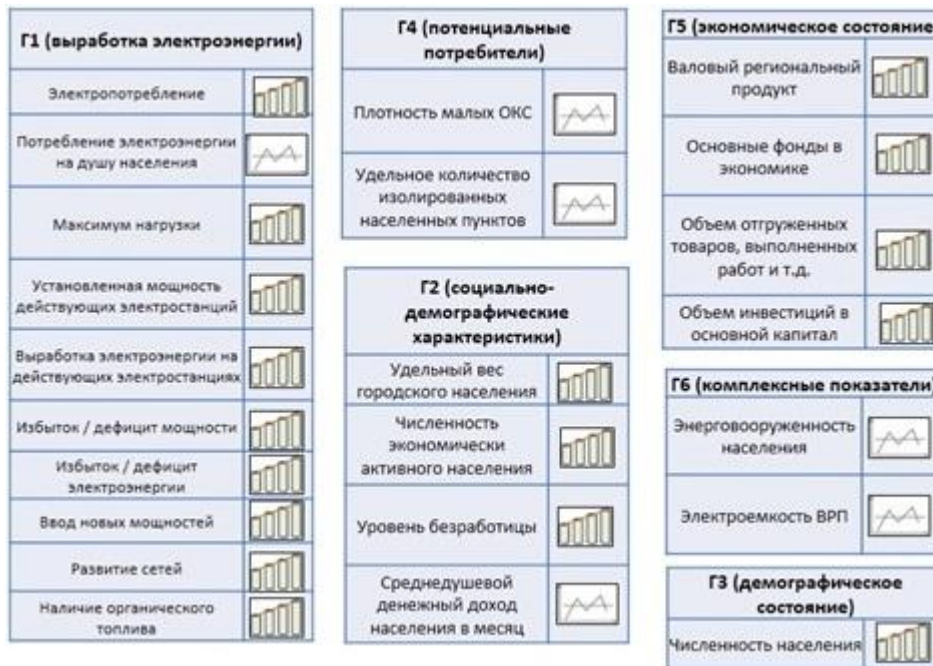 Г1 (выработка электроэнергии)
Электропотребление
Потребление электроэнергии
на душу населения
Максимум нагрузки
Установленная мощность
действующих электростанций
Выработка электроэнергии на
действующих электростанциях
Избыток / дефицит мощности
Избыток / дефицит
электроэнергии
Ввод новых мощностей
Развитие сетей
Наличие органического
топлива
Г4 (потенциальные
потребители)
Плотность малых ОКС
Удельное количество
изолированных
населенных пунктов
Г2 (социально-
демографические
характеристики)
Удельный вес
городского населения
Численность
экономически
активного населения
Уровень безработицы
Среднедушевой
денежный доход
населения в месяц
Г5 (экономическое состояние
Валовый региональный
продукт
Основные фонды в
экономике
Объем отгруженных
товаров, выполненных
работ и т.д.
Объем инвестиций в
основной капитал
Г6 (комплексные показатели)
Энерговооруженность
населения
Электроемкость ВРП
Г3 (демографическое
состояние)
Численность населения